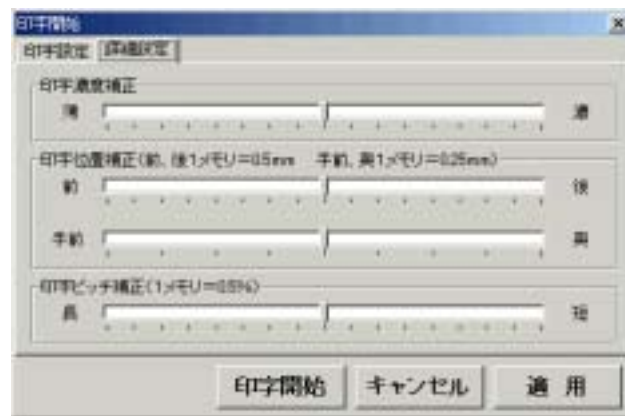 印字開始
印字設定 詳細設定
印字濃度補正
薄 濃
印字位置補正(前、後1メモリ=0.5mm 手前、奥1メモリ=0.25mm)
前 後
手前 奥
印字ピッチ補正(1メモリ=0.5%)
長 短
印字開始 キャンセル 適用